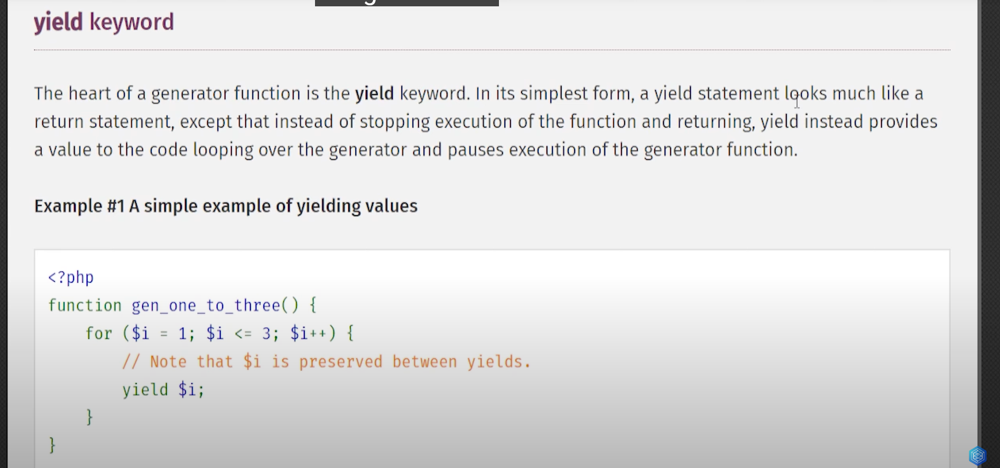 yield keyword
The heart of a generator function is the yield keyword. In its simplest form, a yield statement looks much like a
return statement, except that instead of stopping execution of the function and returning, yield instead provides
a value to the code looping over the generator and pauses execution of the generator function.
Example #1 A simple example of yielding values
<?php
function gen_one_to_three() {
    for ($i = 1; $i <= 3; $i++) {
        // Note that $i is preserved between yields.
        yield $i;
    }
}